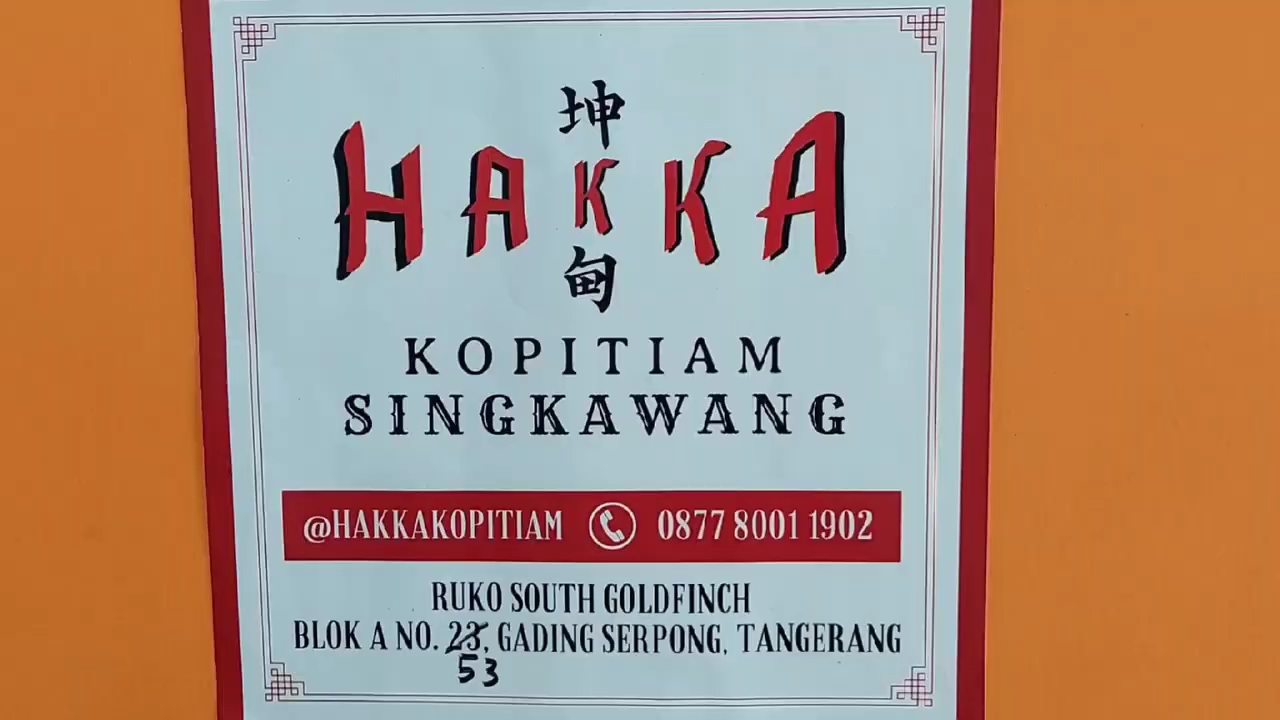 坤
HAKKA
甸
KOPITIAM
SINGKAWANG
@HAKKAKOPITIAM 0877 8001 1902
RUKO SOUTH GOLDFINCH
BLOK A NO. 23, GADING SERPONG, TANGERANG
53